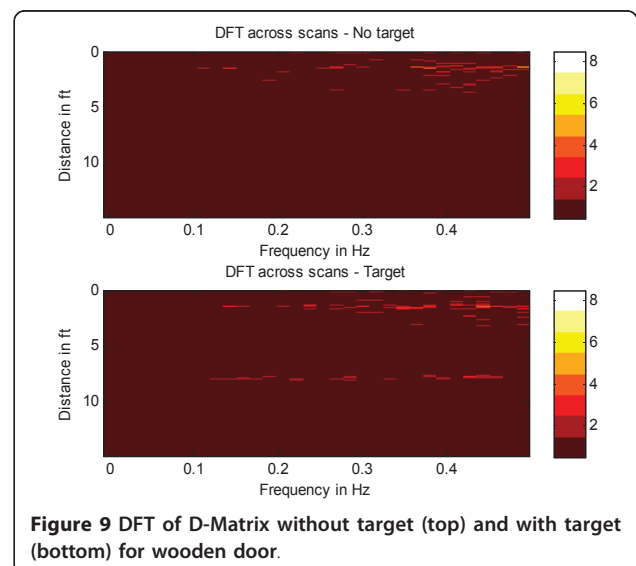 DFT across scans - No target
0
5
10
Distance in ft
0 0.1 0.2 0.3 0.4
Frequency in Hz
8
6
4
2
DFT across scans - Target
0
5
10
Distance in ft
0 0.1 0.2 0.3 0.4
Frequency in Hz
8
6
4
2
Figure 9 DFT of D-Matrix without target (top) and with target
(bottom) for wooden door.